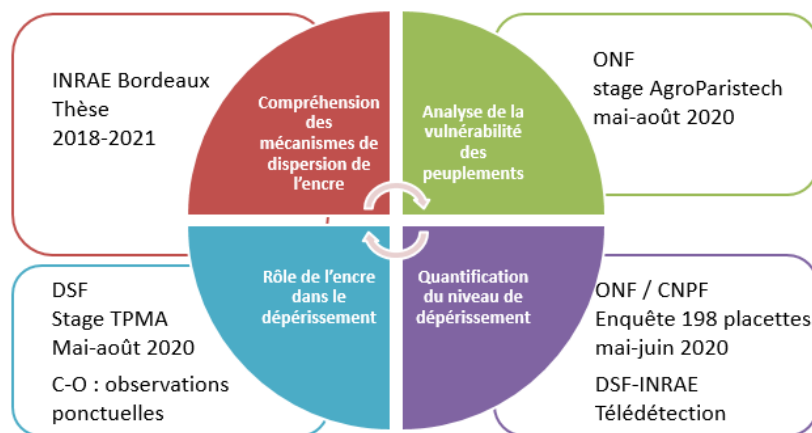 INRAE Bordeaux
Thèse
2018-2021
Compréhension
des
mécanismes de
dispersion de
l'encre
Analyse de la
vulnérabilité
des
peuplements
ONF
stage AgroParistech
mai-août 2020
DSF
Stage TPMA
Mai-août 2020
C-O : observations
ponctuelles
Rôle de l'encre
dans le
dépérissement
Quantification
du niveau de
dépérissement
ONF / CNPF
Enquête 198 placettes
mai-juin 2020
DSF-INRAE
Télédétection